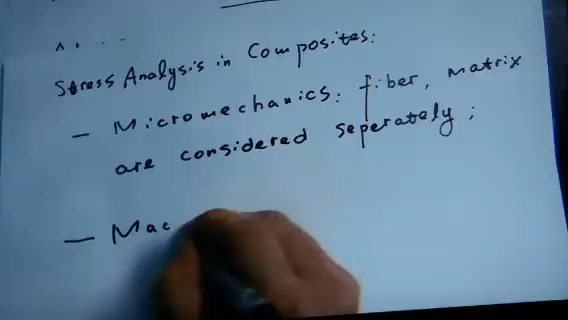 Stress Analysis in Composites:
- Micromechanics: fiber, matrix
are considered seperately;
- Mac